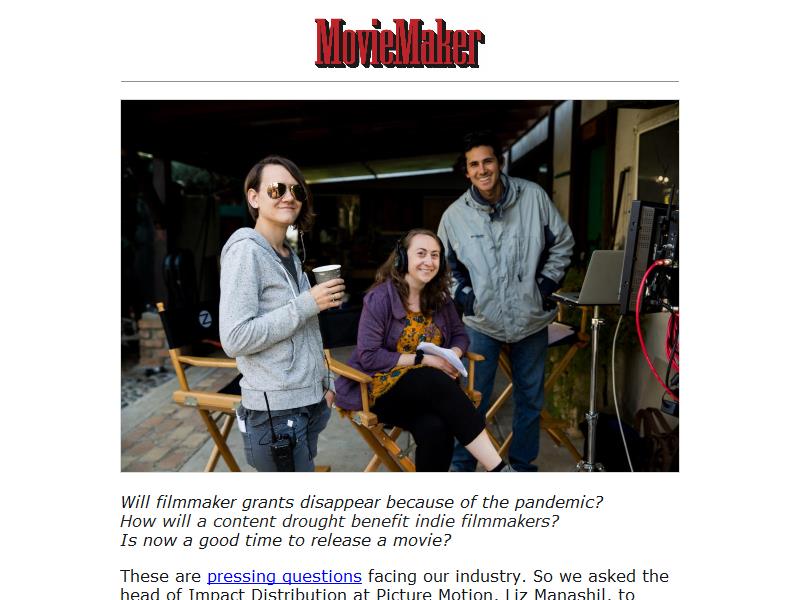 MovieMaker
Will filmmaker grants disappear because of the pandemic?
How will a content drought benefit indie filmmakers?
Is now a good time to release a movie?
These are pressing questions facing our industry. So we asked the
head of Impact Distribution at Picture Motion, Liz Manashil, to